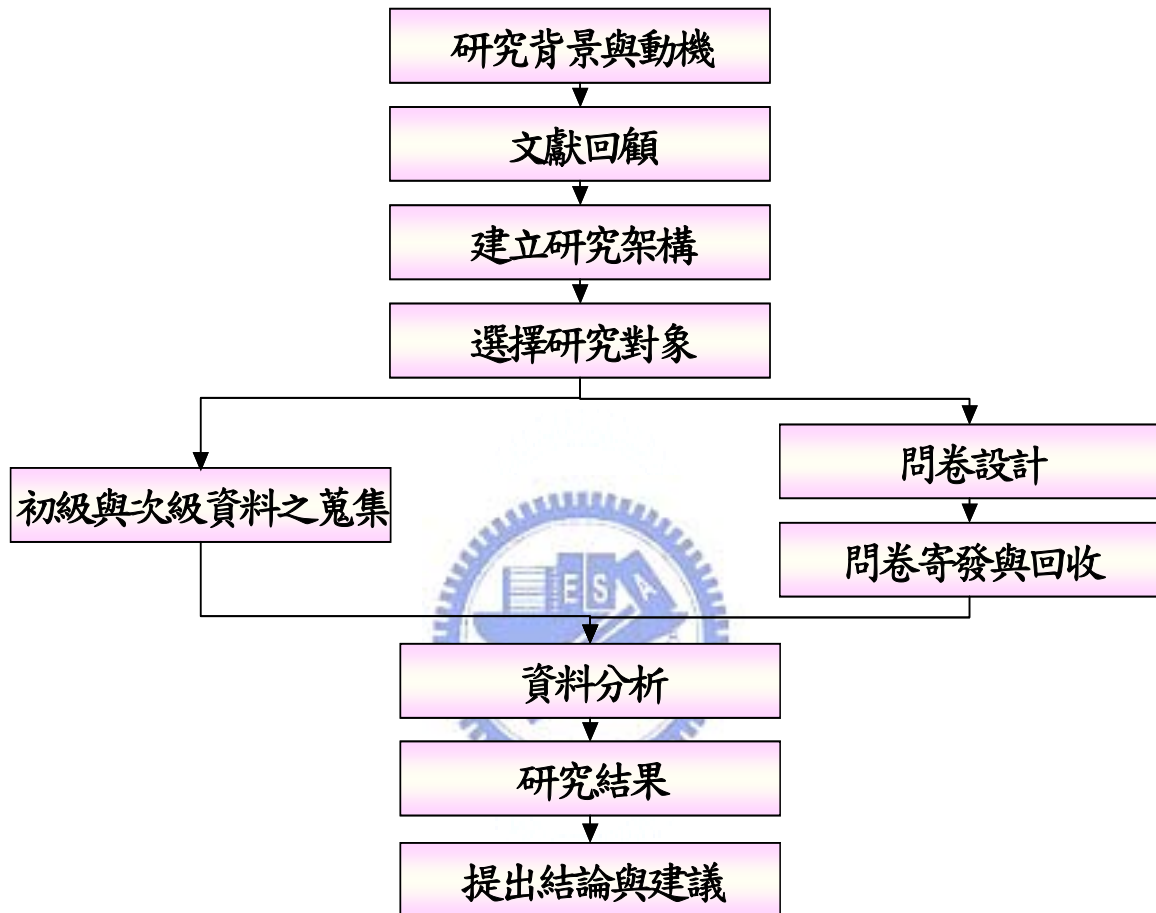 研究背景與動機
文獻回顧
建立研究架構
選擇研究對象
初級與次級資料之蒐集
問卷設計
問卷寄發與回收
E S A
資料分析
研究結果
提出結論與建議